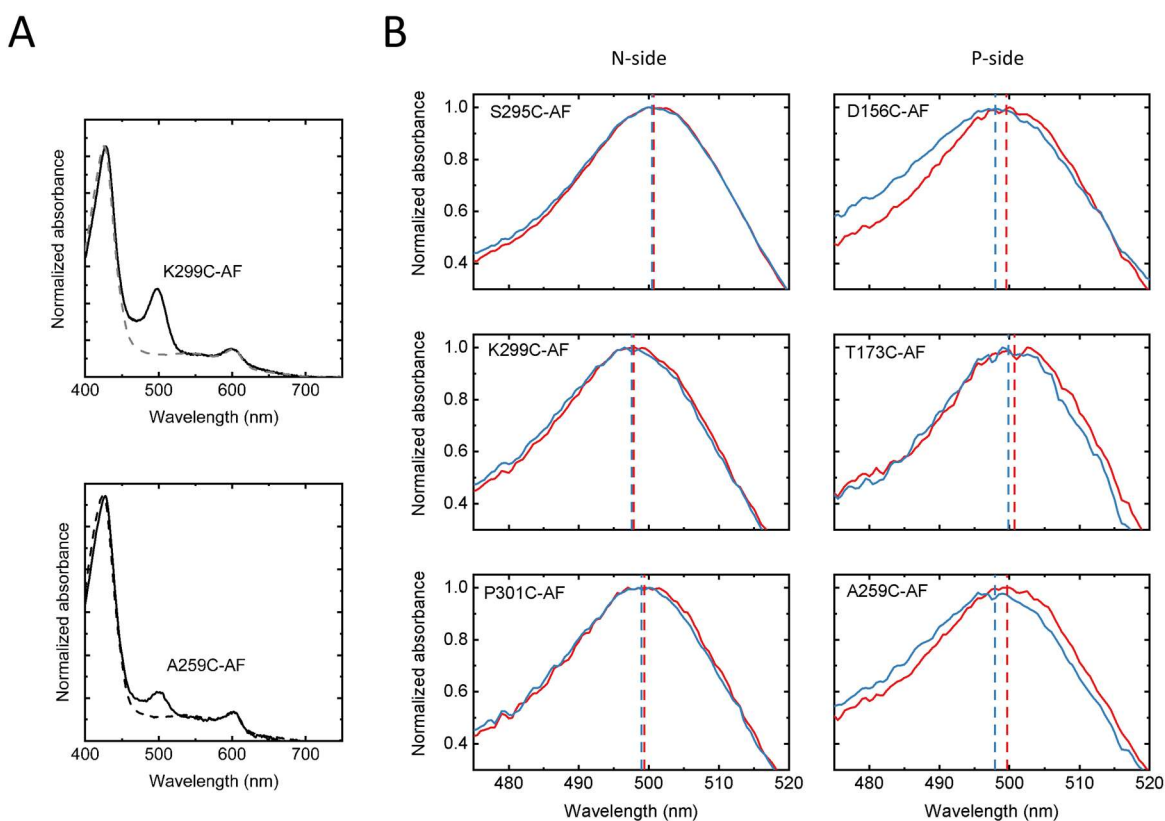 A
B
N-side
P-side
Normalized absorbance
K299C-AF
400
500
600
700
Wavelength (nm)
Normalized absorbance
A259C-AF
400
500
600
700
Wavelength (nm)
Normalized absorbance
1.0
0.8
0.6
0.4
S295C-AF
D156C-AF
Normalized absorbance
1.0
0.8
0.6
0.4
K299C-AF
T173C-AF
Normalized absorbance
1.0
0.8
0.6
0.4
P301C-AF
A259C-AF
480
490
500
510
520
480
490
500
510
520
Wavelength (nm)
Wavelength (nm)